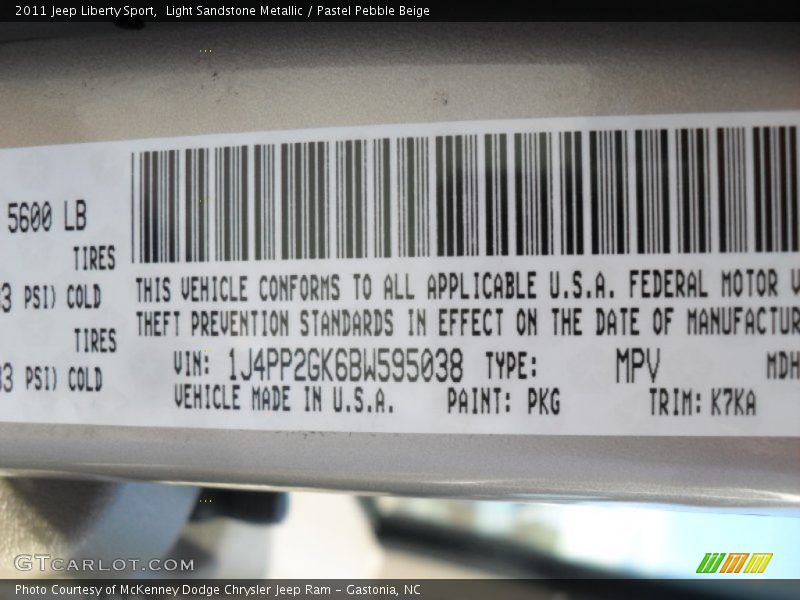 2011 Jeep Liberty Sport,  Light Sandstone Metallic / Pastel Pebble Beige
5600 LB
TIRES
THIS VEHICLE CONFORMS TO ALL APPLICABLE U.S.A. FEDERAL MOTOR
PSI) COLD
THEFT PREVENTION STANDARDS IN EFFECT ON THE DATE OF MANUFACTUR
TIRES
VIN: 1J4PP2GK6BW595038 TYPE: MPV MDH
PSI) COLD
VEHICLE MADE IN U.S.A. PAINT: PKG TRIM: K7KA
GTCARLOT.COM
Photo Courtesy of McKenney Dodge Chrysler Jeep Ram – Gastonia, NC